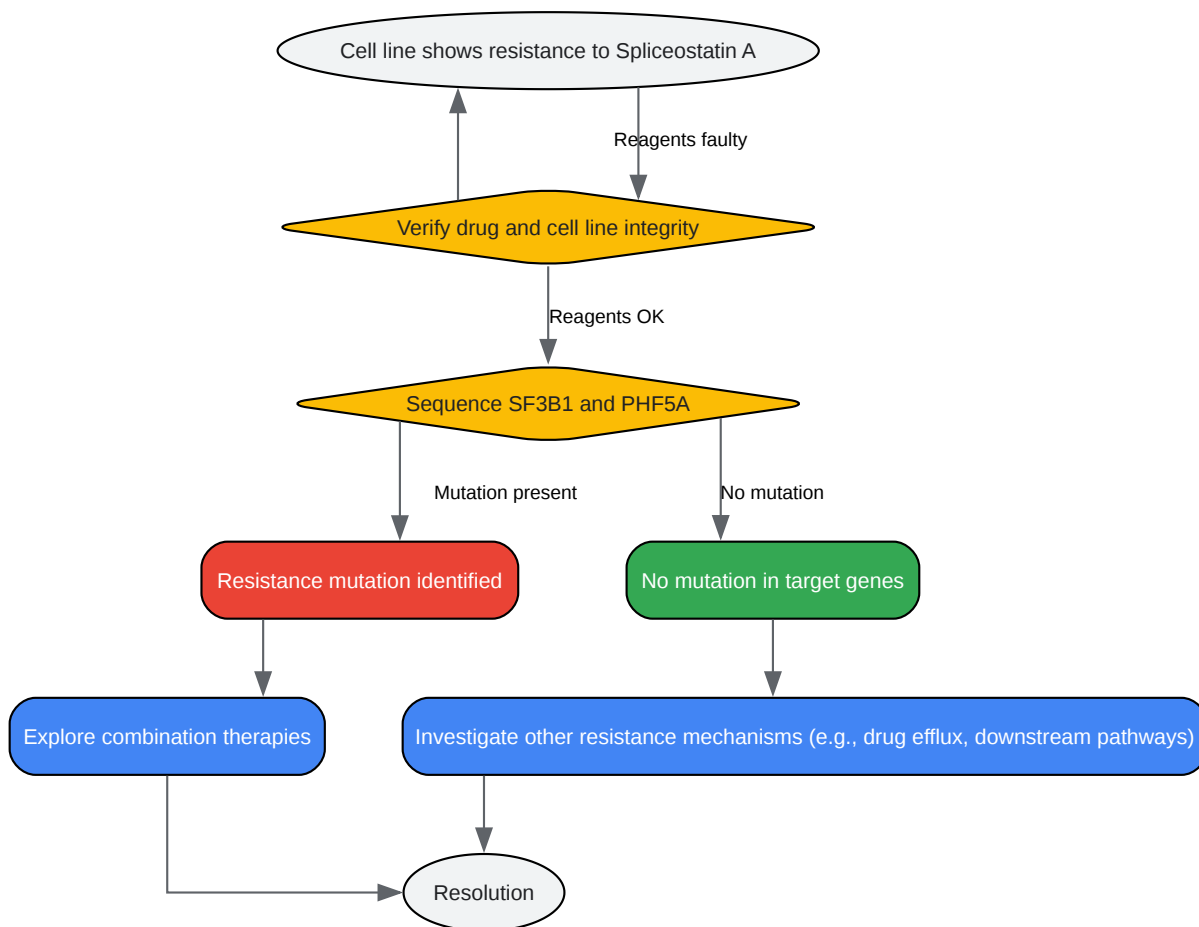 Cell line shows resistance to Spliceostatin A
Reagents faulty
Verify drug and cell line integrity
Reagents OK
Sequence SF3B1 and PHF5A
Mutation present
No mutation
Resistance mutation identified
No mutation in target genes
Explore combination therapies
Investigate other resistance mechanisms (e.g., drug efflux, downstream pathways)
Resolution